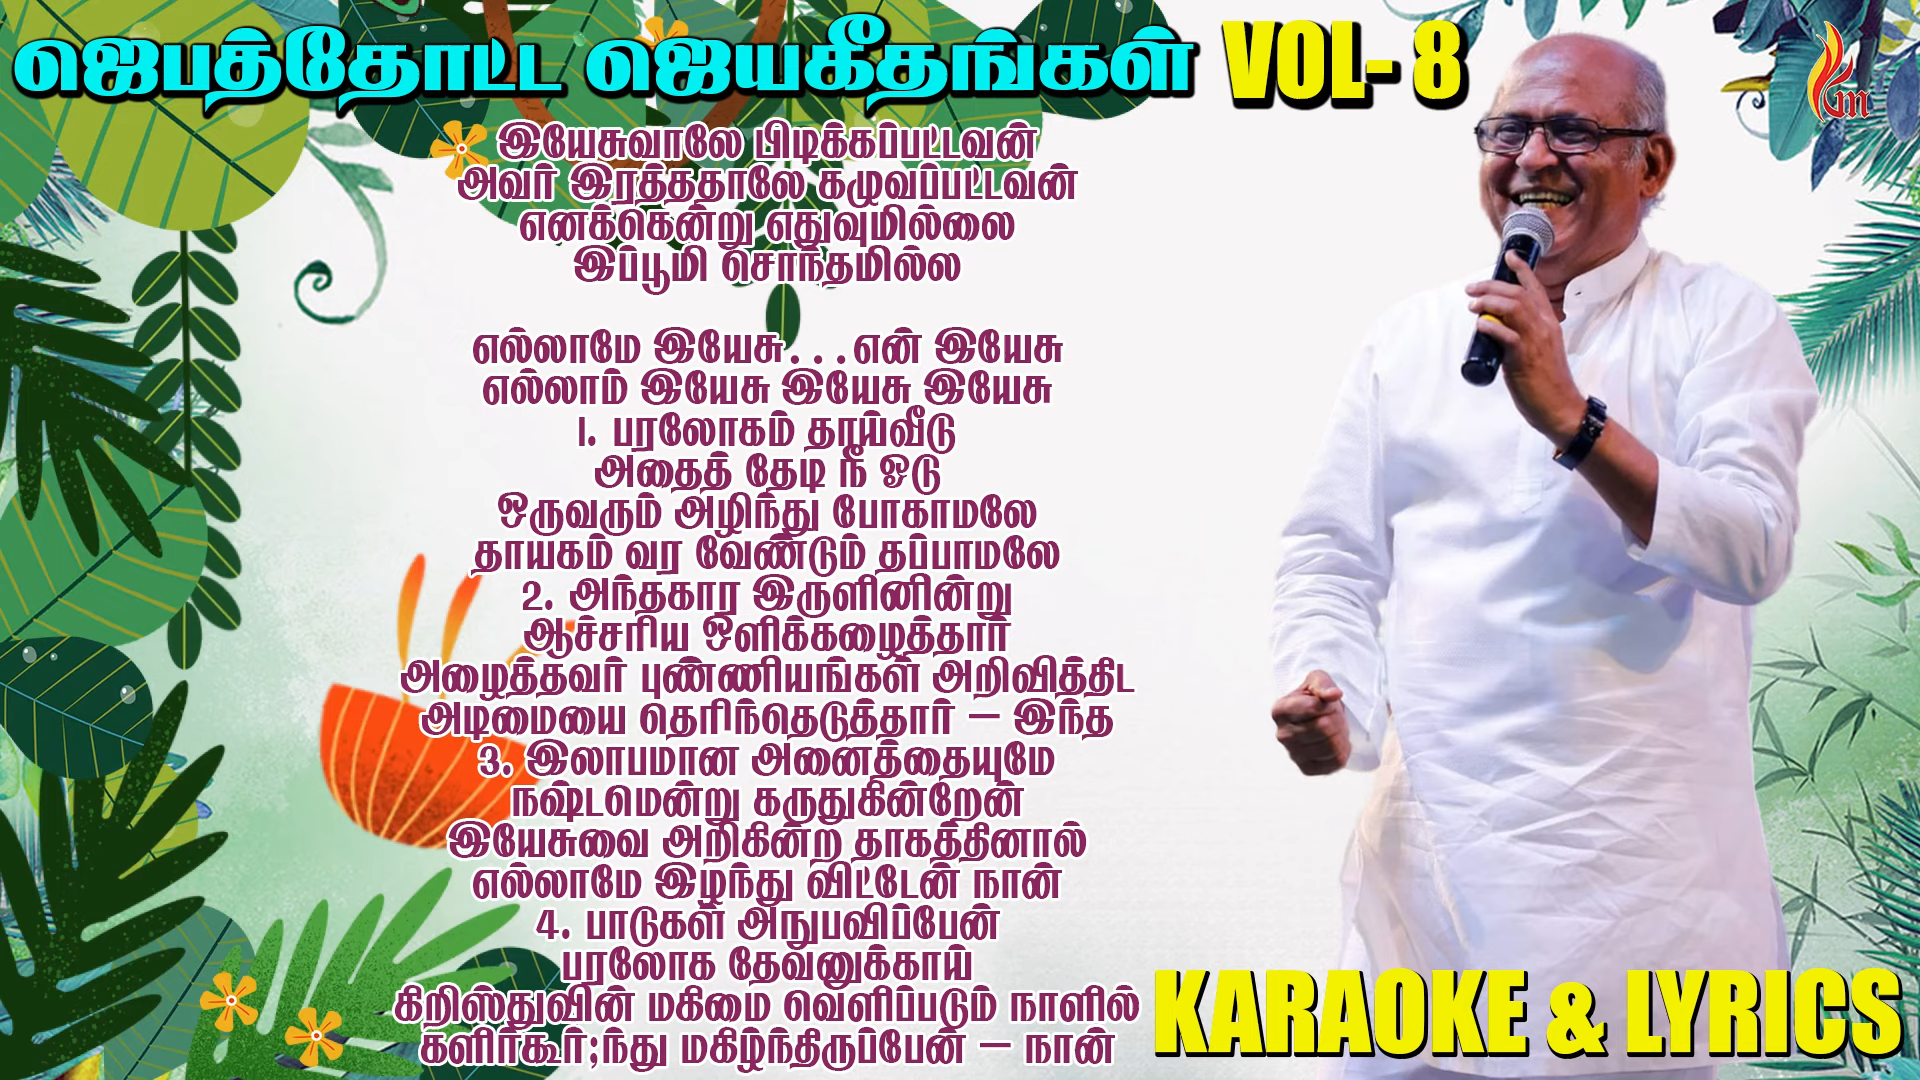 ஜெபத்தோட்ட ஜெயகீதங்கள் VOL- 8
இயேசுவாலே பிடிக்கப்பட்டவன்
அவர் இரத்ததாலே கழுவப்பட்டவன்
எனக்கென்று எதுவுமில்லை
இப்பூமி சொந்தமில்ல
எல்லாமே இயேசு...என் இயேசு
எல்லாம் இயேசு இயேசு இயேசு
1. பரலோகம் தாய்வீடு
அதைத் தேடி நீ ஓடு
ஒருவரும் அழிந்து போகாமலே
தாயகம் வர வேண்டும் தப்பாமலே
2. அந்தகார இருளினின்று
ஆச்சரிய ஒளிக்கழைத்தார்
அழைத்தவர் புண்ணியங்கள் அறிவித்திட
அடிமையை தெரிந்தெடுத்தார் – இந்த
3. இலாபமான அனைத்தையுமே
நஷ்டமென்று கருதுகின்றேன்
இயேசுவை அறிகின்ற தாகத்தினால்
எல்லாமே இழந்து விட்டேன் நான்
4. பாடுகள் அநுபவிப்பேன்
பரலோக தேவனுக்காய்
கிறிஸ்துவின் மகிமை வெளிப்படும் நாளில்
களிர்கூர்;ந்து மகிழ்ந்திருப்பேன் – நான்
KARAOKE & LYRICS